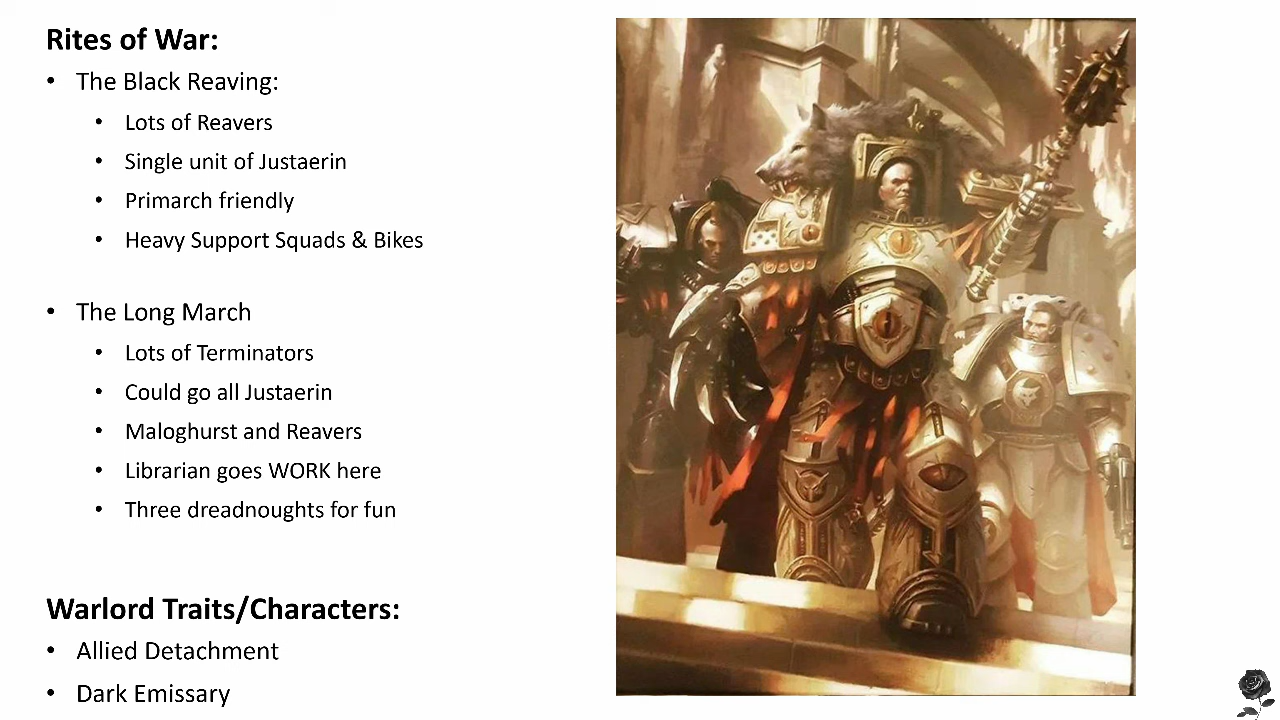 Rites of War:
• The Black Reaving:
• Lots of Reavers
• Single unit of Justaerin
• Primarch friendly
• Heavy Support Squads & Bikes
• The Long March
• Lots of Terminators
• Could go all Justaerin
• Maloghurst and Reavers
• Librarian goes WORK here
• Three dreadnoughts for fun
Warlord Traits/Characters:
• Allied Detachment
• Dark Emissary